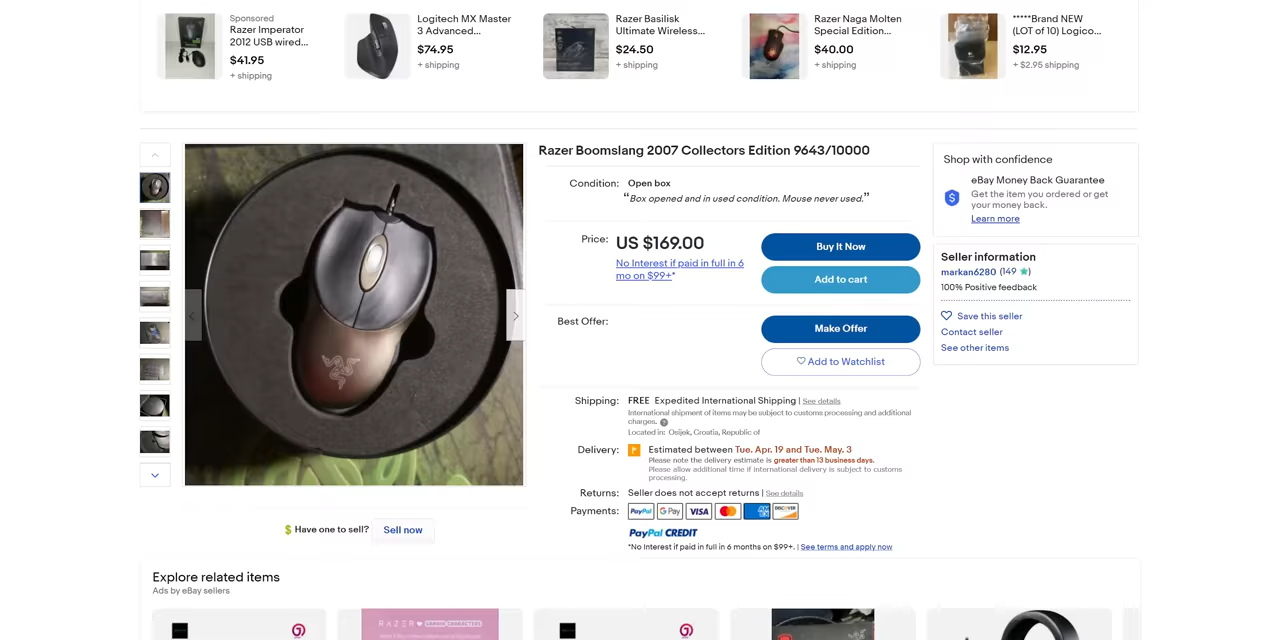 Sponsored
Razer Imperator
2012 USB wired...
$41.95
+ shipping
Logitech MX Master
3 Advanced...
$74.95
+ shipping
Razer Basilisk
Ultimate Wireless...
$24.50
+ shipping
Razer Naga Molten
Special Edition...
$40.00
+ shipping
*****Brand NEW
(LOT of 10) Logico...
$12.95
+ $2.95 shipping
Razer Boomslang 2007 Collectors Edition 9643/10000
Condition: Open box
“Box opened and in used condition. Mouse never used.”
Price: US $169.00
No Interest if paid in full in 6
mo on $99+*
Buy It Now
Add to cart
Best Offer:
Make Offer
Add to Watchlist
Shipping: FREE Expedited International Shipping | See details
International shipment of items may be subject to customs processing and additional
charges. ?
Located in: Osijek, Croatia, Republic of
Delivery: Estimated between Tue. Apr. 19 and Tue. May. 3
Please note the delivery estimate is greater than 13 business days.
Please allow additional time if international delivery is subject to customs
processing.
Returns: Seller does not accept returns | See details
Payments: PayPal G Pay VISA DISCOVER
PayPal CREDIT
*No Interest if paid in full in 6 months on $99+. | See terms and apply now
Shop with confidence
eBay Money Back Guarantee
Get the item you ordered or get
your money back.
Learn more
Seller information
markan6280 (149 ★)
100% Positive feedback
Save this seller
Contact seller
See other items
$ Have one to sell? Sell now
Explore related items
Ads by eBay sellers
RAZER